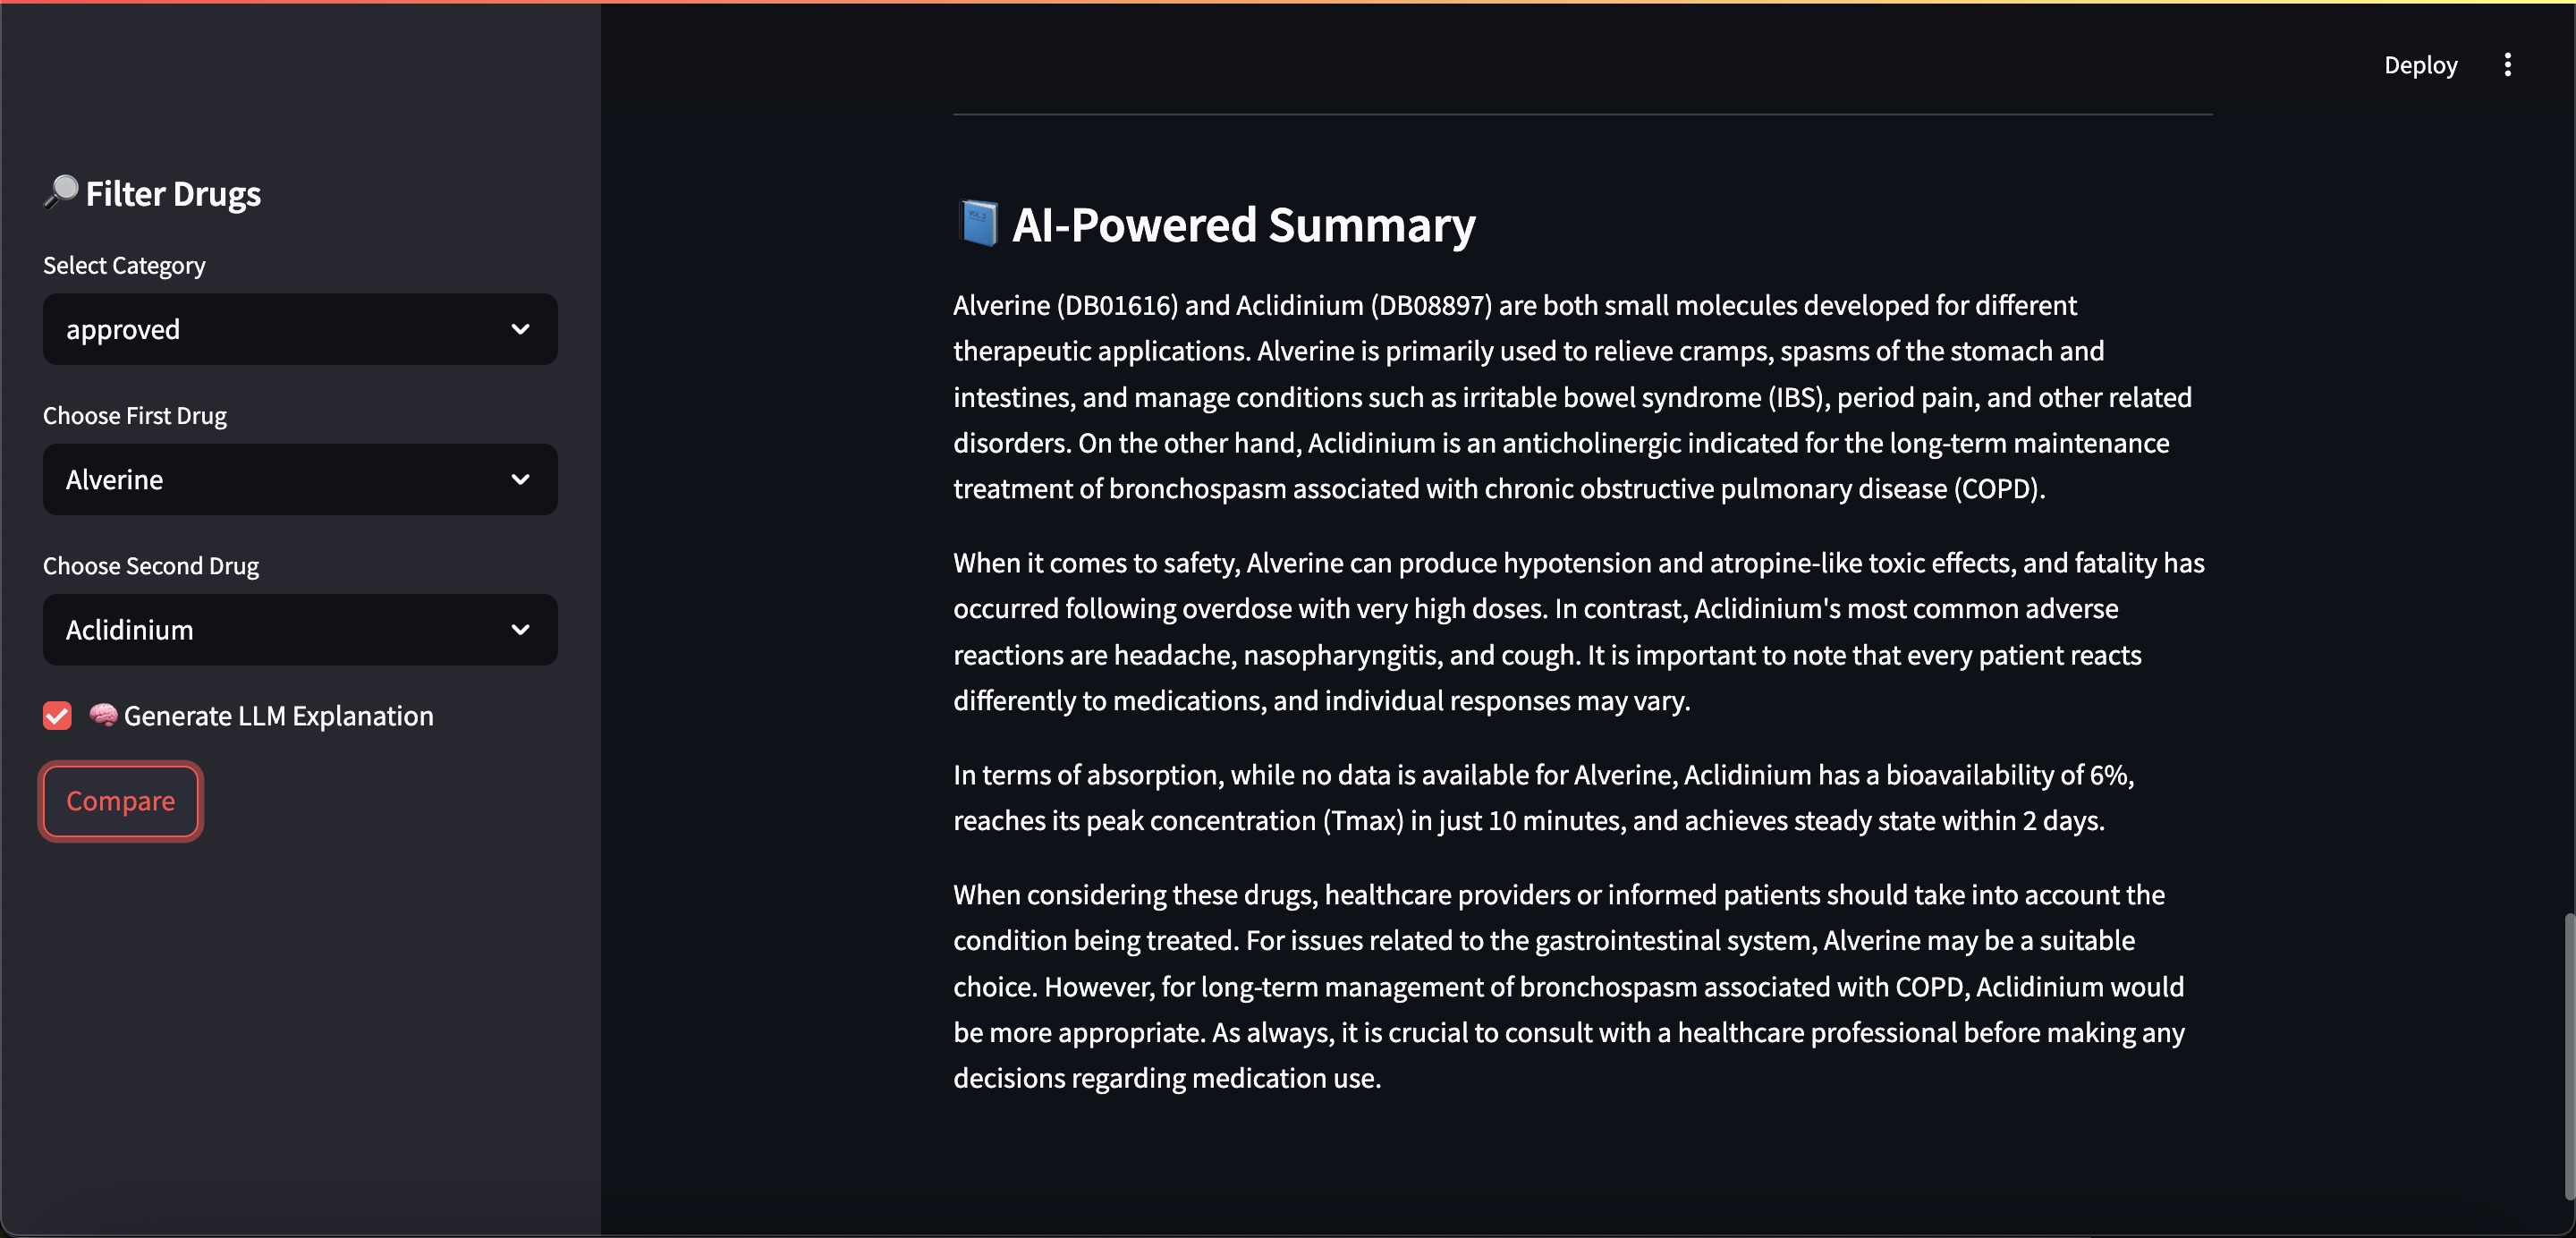 Deploy
🔎 Filter Drugs
Select Category
approved
Choose First Drug
Alverine
Choose Second Drug
Aclidinium
🧠 Generate LLM Explanation
Compare
📘 AI-Powered Summary
Alverine (DB01616) and Aclidinium (DB08897) are both small molecules developed for different
therapeutic applications. Alverine is primarily used to relieve cramps, spasms of the stomach and
intestines, and manage conditions such as irritable bowel syndrome (IBS), period pain, and other related
disorders. On the other hand, Aclidinium is an anticholinergic indicated for the long-term maintenance
treatment of bronchospasm associated with chronic obstructive pulmonary disease (COPD).
When it comes to safety, Alverine can produce hypotension and atropine-like toxic effects, and fatality has
occurred following overdose with very high doses. In contrast, Aclidinium's most common adverse
reactions are headache, nasopharyngitis, and cough. It is important to note that every patient reacts
differently to medications, and individual responses may vary.
In terms of absorption, while no data is available for Alverine, Aclidinium has a bioavailability of 6%,
reaches its peak concentration (Tmax) in just 10 minutes, and achieves steady state within 2 days.
When considering these drugs, healthcare providers or informed patients should take into account the
condition being treated. For issues related to the gastrointestinal system, Alverine may be a suitable
choice. However, for long-term management of bronchospasm associated with COPD, Aclidinium would
be more appropriate. As always, it is crucial to consult with a healthcare professional before making any
decisions regarding medication use.